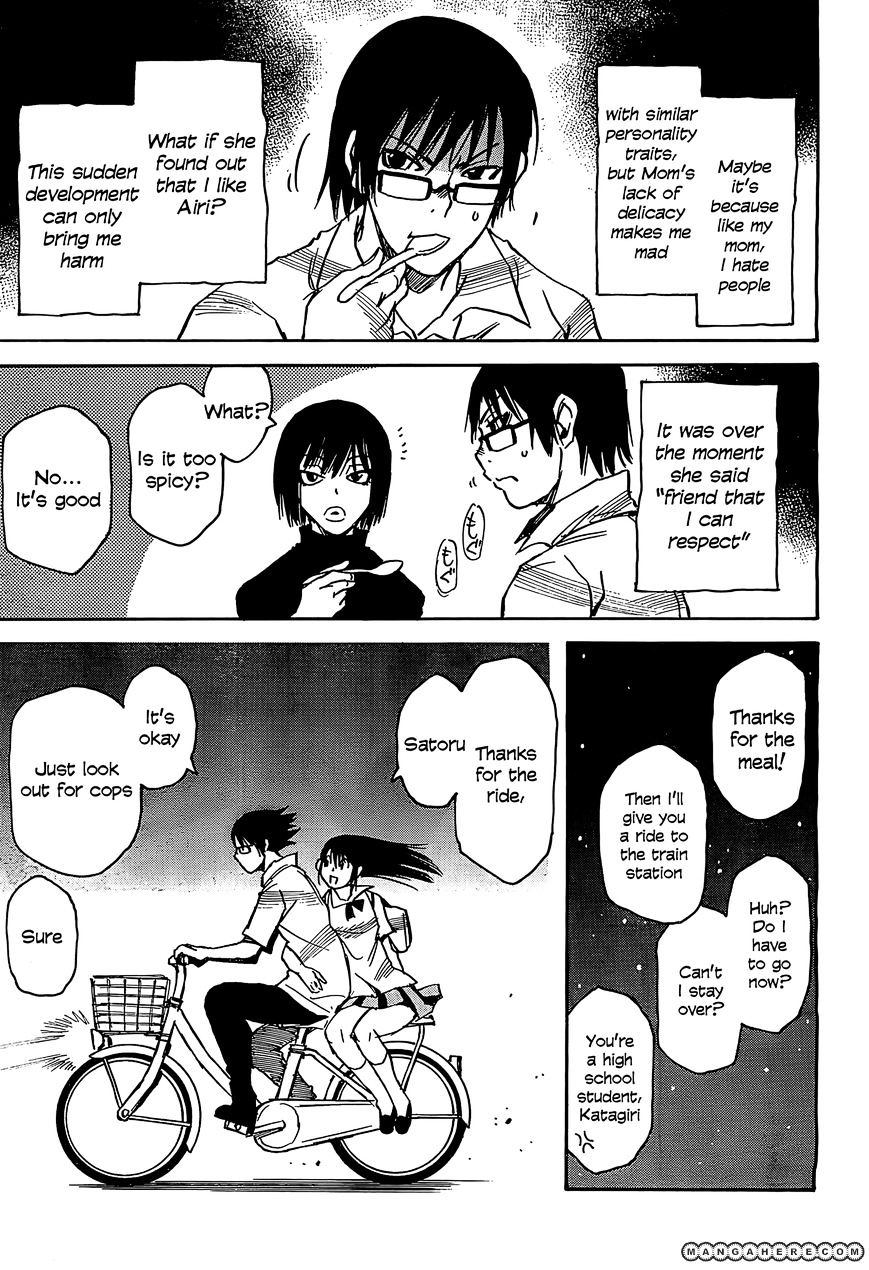 Maybe
it's
because
like my
mom,
I hate
people
with similar
personality
traits,
but Mom's
lack of
delicacy
makes me
mad
What if she
found out
that I like
Airi?
This sudden
development
can only
bring me
harm
It was over
the moment
she said
"friend that
I can
respect"
もぐ
もぐ
What?
Is it too
spicy?
No...
It's good
Thanks
for the
meal!
Then I'll
give you
a ride to
the train
station
Huh?
Do I
have
to go
now?
Can't
I stay
over?
You're
a high
school
student,
Katagiri
Thanks
for the
ride,
Satoru
It's
okay
Just look
out for cops
Sure
MANGAHERE.COM